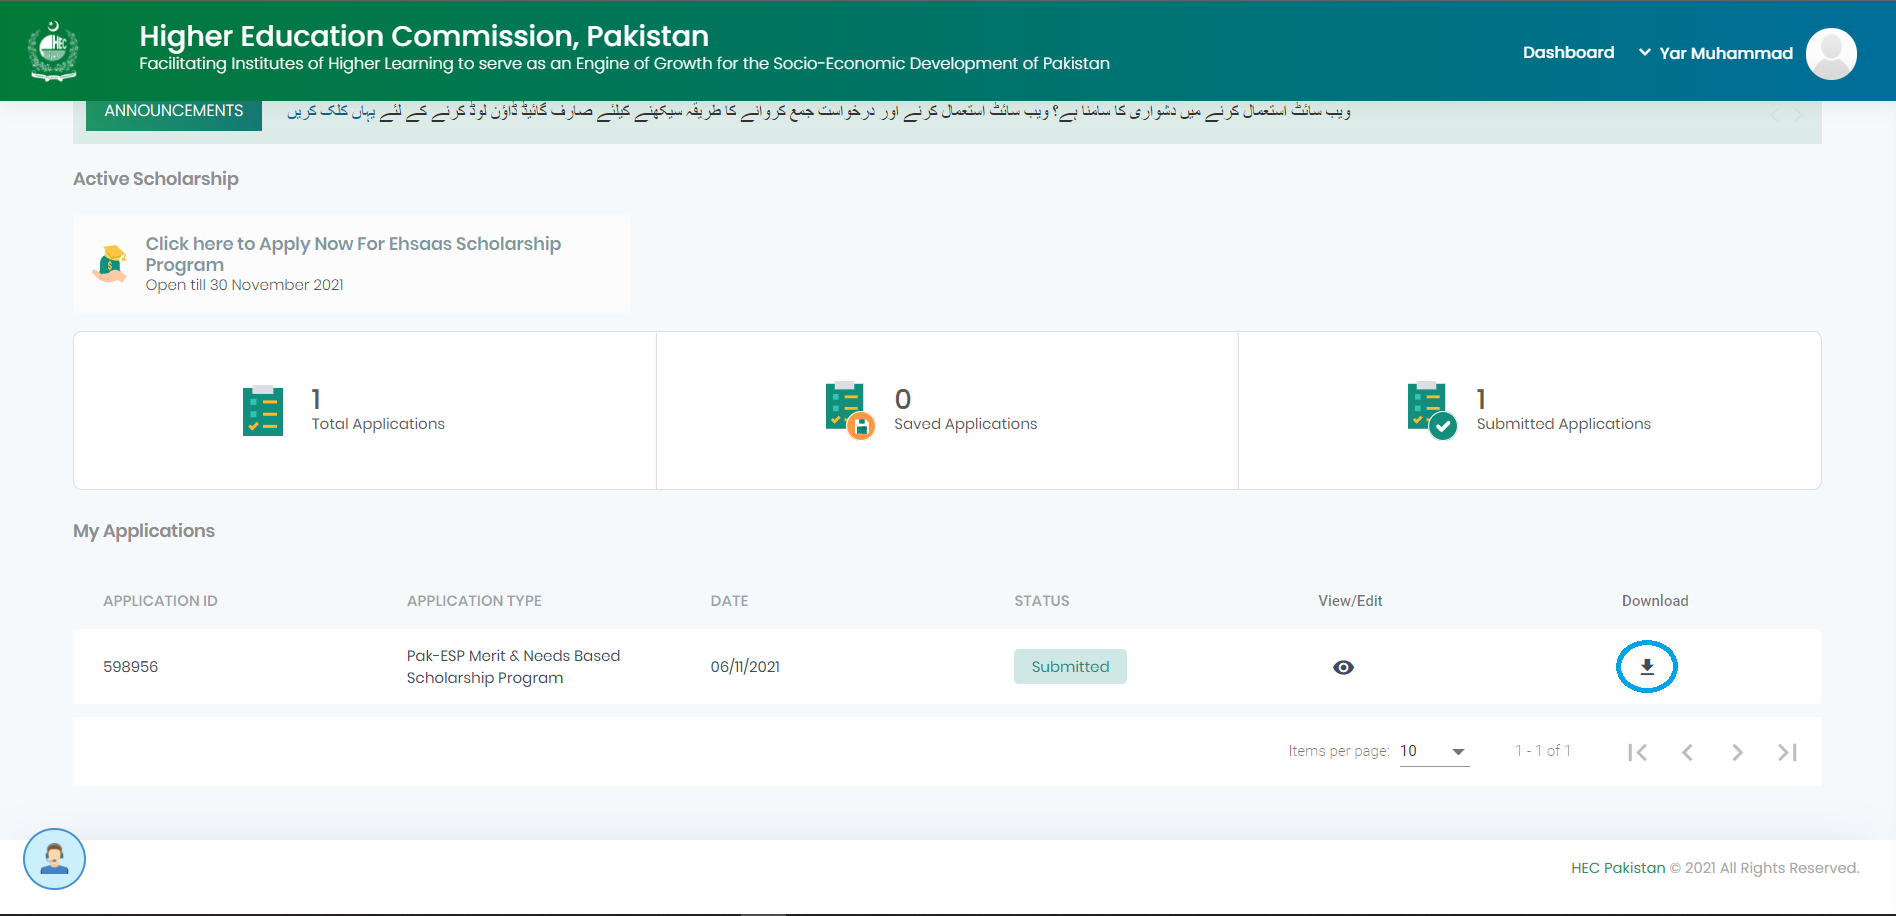 Higher Education Commission, Pakistan
Facilitating Institutes of Higher Learning to serve as an Engine of Growth for the Socio-Economic Development of Pakistan
Dashboard
Yar Muhammad
HEC
ANNOUNCEMENTS
ویب سائٹ استعمال کرنے میں دشواری کا سامنا ہے؟ ویب سائٹ استعمال کرنے اور درخواست جمع کروانے کا طریقہ سیکھنے کیلئے صارف گائیڈ ڈاؤن لوڈ کرنے کے لئے یہاں کلک کریں
Active Scholarship
Click here to Apply Now For Ehsaas Scholarship
Program
Open till 30 November 2021
1
Total Applications
0
Saved Applications
1
Submitted Applications
My Applications
APPLICATION ID APPLICATION TYPE DATE STATUS View/Edit Download
598956
Pak-ESP Merit & Needs Based
Scholarship Program
06/11/2021
Submitted
Items per page: 10 1 - 1 of 1
HEC Pakistan © 2021 All Rights Reserved.